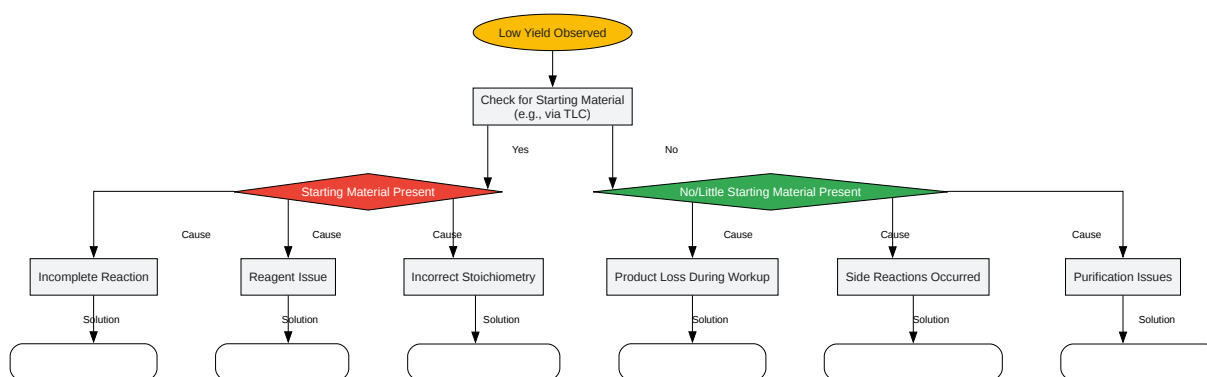 Low Yield Observed
Check for Starting Material
(e.g., via TLC)
Yes
No
Starting Material Present
No/Little Starting Material Present
Cause
Cause
Cause
Cause
Cause
Cause
Incomplete Reaction
Reagent Issue
Incorrect Stoichiometry
Product Loss During Workup
Side Reactions Occurred
Purification Issues
Solution
Solution
Solution
Solution
Solution
Solution